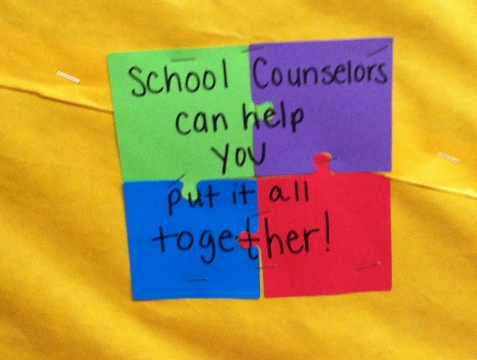 School Counselors
can help
you
put it all
together!